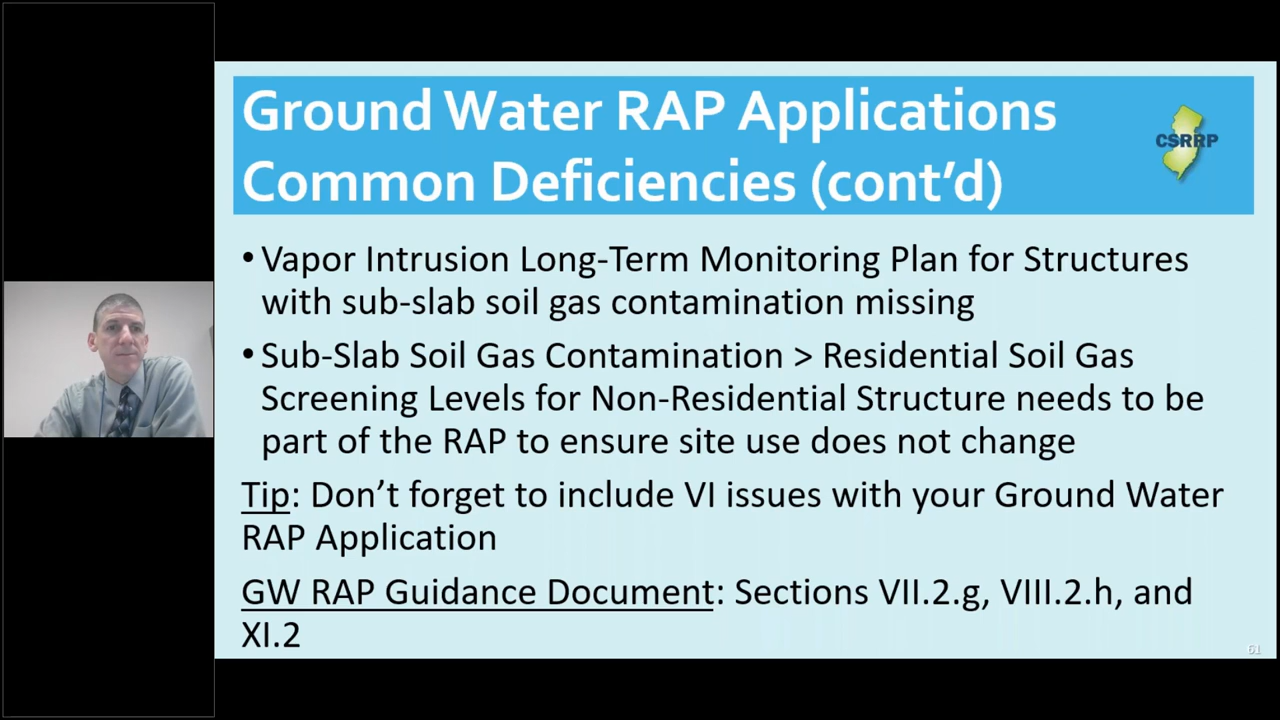 Ground Water RAP Applications
Common Deficiencies (cont’d)
CSRRP
• Vapor Intrusion Long-Term Monitoring Plan for Structures
with sub-slab soil gas contamination missing
• Sub-Slab Soil Gas Contamination > Residential Soil Gas
Screening Levels for Non-Residential Structure needs to be
part of the RAP to ensure site use does not change
Tip: Don’t forget to include VI issues with your Ground Water
RAP Application
GW RAP Guidance Document: Sections VII.2.g, VIII.2.h, and
XI.2
61